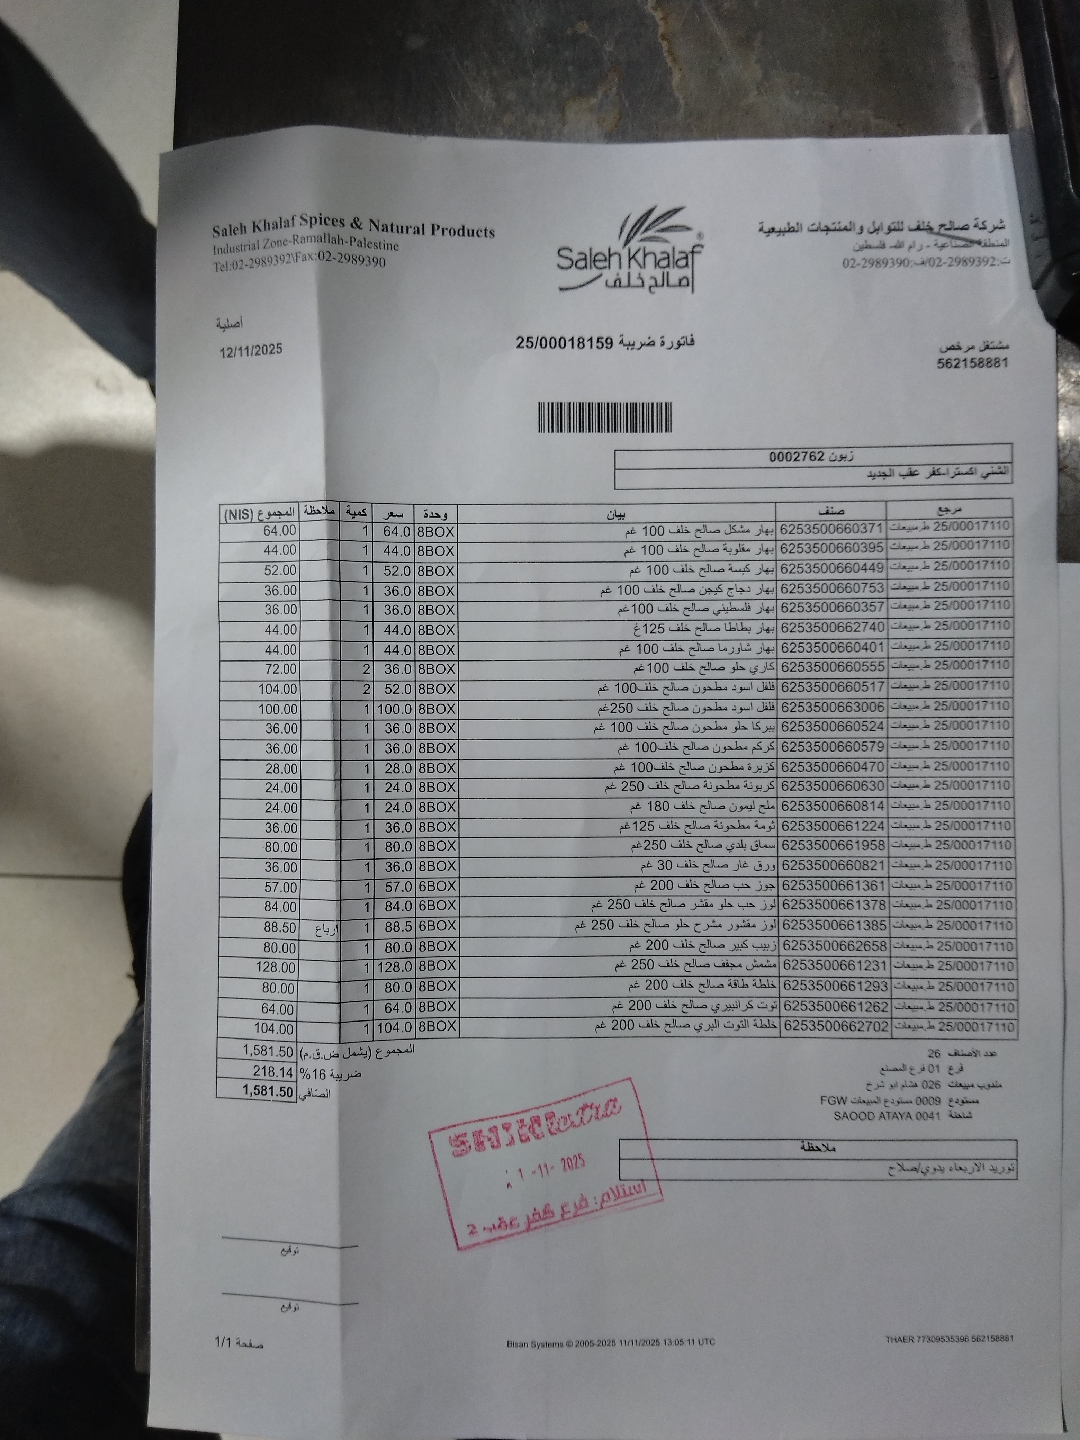 Saleh Khalaf Spices & Natural Products
Industrial Zone-Ramallah-Palestine
Tel:02-2989392\Fax:02-2989390
Saleh Khalaf®
صالح خلف
شركة صالح خلف للتوابل والمنتجات الطبيعية
المنطقة الصناعية - رام الله- فلسطين
ت:02-2989392/ف:02-2989390
أصلية
12/11/2025
فاتورة ضريبة 25/00018159
مشتغل مرخص
562158881
زبون 0002762
الشني اكسترا-كفر عقب الجديد
مرجع صنف بيان وحدة سعر كمية ملاحظة المجموع (NIS)
25/00017110 ط.مبيعات 6253500660371 بهار مشكل صالح خلف 100 غم 8BOX 64.0 1 64.00
25/00017110 ط.مبيعات 6253500660395 بهار مقلوبة صالح خلف 100 غم 8BOX 44.0 1 44.00
25/00017110 ط.مبيعات 6253500660449 بهار كبسة صالح خلف 100 غم 8BOX 52.0 1 52.00
25/00017110 ط.مبيعات 6253500660753 بهار دجاج كيجن صالح خلف 100 غم 8BOX 36.0 1 36.00
25/00017110 ط.مبيعات 6253500660357 بهار فلسطيني صالح خلف 100غم 8BOX 36.0 1 36.00
25/00017110 ط.مبيعات 6253500662740 بهار بطاطا صالح خلف 125غ 8BOX 44.0 1 44.00
25/00017110 ط.مبيعات 6253500660401 بهار شاورما صالح خلف 100 غم 8BOX 44.0 1 44.00
25/00017110 ط.مبيعات 6253500660555 كاري حلو صالح خلف 100غم 8BOX 36.0 2 72.00
25/00017110 ط.مبيعات 6253500660517 فلفل اسود مطحون صالح خلف100 غم 8BOX 52.0 2 104.00
25/00017110 ط.مبيعات 6253500663006 فلفل اسود مطحون صالح خلف 250غم 8BOX 100.0 1 100.00
25/00017110 ط.مبيعات 6253500660524 ببركا حلو مطحون صالح خلف 100 غم 8BOX 36.0 1 36.00
25/00017110 ط.مبيعات 6253500660579 كركم مطحون صالح خلف100 غم 8BOX 36.0 1 36.00
25/00017110 ط.مبيعات 6253500660470 كزبرة مطحون صالح خلف100غم 8BOX 28.0 1 28.00
25/00017110 ط.مبيعات 6253500660630 كربونة مطحونة صالح خلف 250 غم 8BOX 24.0 1 24.00
25/00017110 ط.مبيعات 6253500660814 ملح ليمون صالح خلف 180 غم 8BOX 24.0 1 24.00
25/00017110 ط.مبيعات 6253500661224 ثومة مطحونة صالح خلف 125غم 8BOX 36.0 1 36.00
25/00017110 ط.مبيعات 6253500661958 سماق بلدي صالح خلف 250غم 8BOX 80.0 1 80.00
25/00017110 ط.مبيعات 6253500660821 ورق غار صالح خلف 30 غم 8BOX 36.0 1 36.00
25/00017110 ط.مبيعات 6253500661361 جوز حب صالح خلف 200 غم 6BOX 57.0 1 57.00
25/00017110 ط.مبيعات 6253500661378 لوز حب حلو مقشر صالح خلف 250 غم 6BOX 84.0 1 84.00
25/00017110 ط.مبيعات 6253500661385 لوز مقشور مشرح حلو صالح خلف 250 غم 6BOX 88.5 1 ارباع 88.50
25/00017110 ط.مبيعات 6253500662658 زبيب كبير صالح خلف 200 غم 8BOX 80.0 1 80.00
25/00017110 ط.مبيعات 6253500661231 مشمش مجفف صالح خلف 250 غم 8BOX 128.0 1 128.00
25/00017110 ط.مبيعات 6253500661293 خلطة طاقة صالح خلف 200 غم 8BOX 80.0 1 80.00
25/00017110 ط.مبيعات 6253500661262 توت كرانبيري صالح خلف 200 غم 8BOX 64.0 1 64.00
25/00017110 ط.مبيعات 6253500662702 خلطة التوت البري صالح خلف 200 غم 8BOX 104.0 1 104.00
المجموع (يشمل ض.ق.م) 1,581.50
ضريبة 16% 218.14
الصافي 1,581.50
عدد الأصناف 26
فرع 01 فرع المصنع
مندوب مبيعات 026 هشام ابو شرخ
مستودع 0009 مستودع المبيعات FGW
شاحنة 0041 SAOOD ATAYA
ملاحظة
توريد الاربعاء يدوي/صلاح
extra
1-11- 2025
استلام: فرع كفر عقب 2
توقيع
توقيع
صفحة 1/1
Bisan Systems © 2005-2025 11/11/2025 13:05:11 UTC
THAER 77309535398 562158881